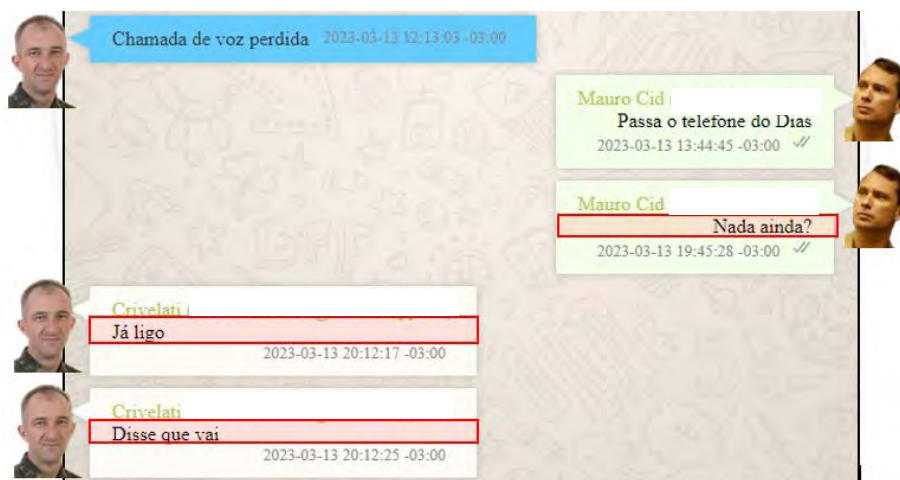 Chamada de voz perdida 2023-03-13 12:13:03 -03:00
Mauro Cid
Passa o telefone do Dias
2023-03-13 13:44:45 -03:00
Mauro Cid
Nada ainda?
2023-03-13 19:45:28 -03:00
Crivelati
Já ligo
2023-03-13 20:12:17 -03:00
Crivelati
Disse que vai
2023-03-13 20:12:25 -03:00